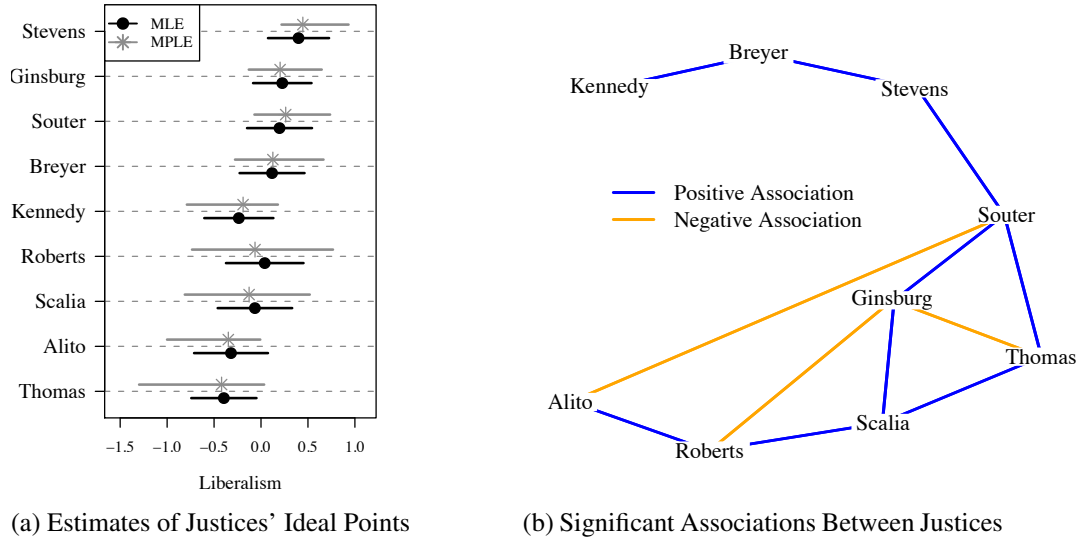 MLE
MPLE
Stevens
Ginsburg
Souter
Breyer
Kennedy
Roberts
Scalia
Alito
Thomas
−1.5 −1.0 −0.5 0.0 0.5 1.0
Liberalism
(a) Estimates of Justices’ Ideal Points
Breyer
Kennedy
Stevens
Positive Association
Negative Association
Souter
Ginsburg
Thomas
Alito
Scalia
Roberts
(b) Significant Associations Between Justices